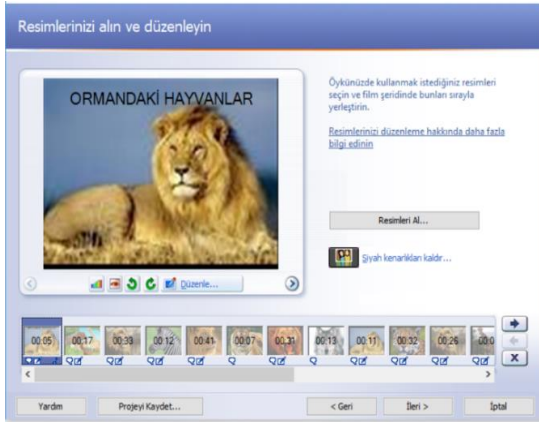 Resimlerinizi alın ve düzenleyin
ORMANDAKİ HAYVANLAR
Düzenle...
Öykünüzde kullanmak istediğiniz resimleri
seçin ve film şeridinde bunları sırayla
yerleştirin.
Resimlerinizi düzenleme hakkında daha fazla
bilgi edinin
Resimleri Al...
Siyah kenarlıkları kaldır...
00:05 00:17 00:33 00:12 00:41 00:07 00:31 00:13 00:11 00:32 00:26 00:0
Yardım
Projeyi Kaydet...
< Geri
İleri >
İptal